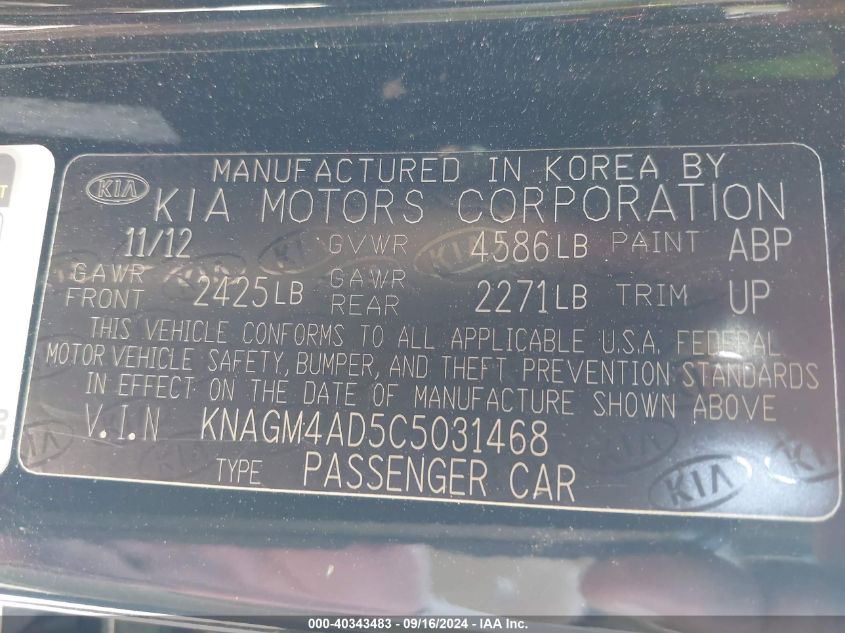 MANUFACTURED IN KOREA BY
KIA KIA MOTORS CORPORATION
11/12 GVWR 4586LB PAINT ABP
GAWR FRONT 2425LB GAWR REAR 2271LB TRIM UP
THIS VEHICLE CONFORMS TO ALL APPLICABLE U.S.A. FEDERAL
MOTOR VEHICLE SAFETY, BUMPER, AND THEFT PREVENTION STANDARDS
IN EFFECT ON THE DATE OF MANUFACTURE SHOWN ABOVE
V.I.N KNAGM4AD5C5031468
TYPE PASSENGER CAR
KIA
000-40343483 - 09/16/2024 - IAA Inc.